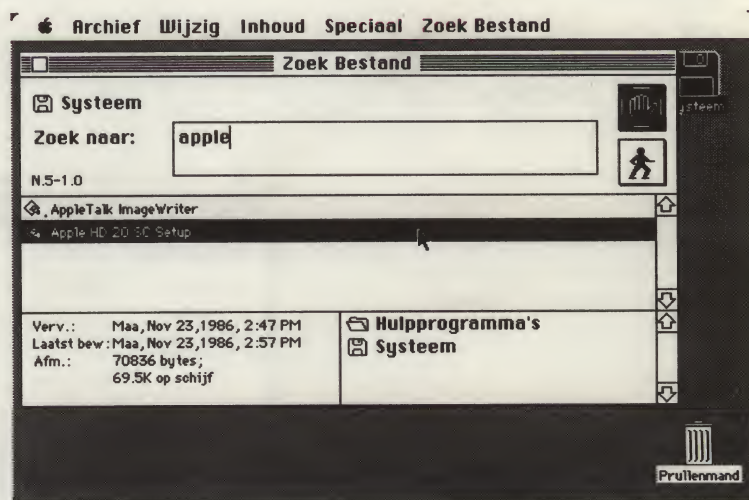 Archief Wijzig Inhoud Speciaal Zoek Bestand
Zoek Bestand
Systeem
Zoek naar: apple
N.5-1.0
AppleTalk ImageWriter
Apple HD 20 SC Setup
Verv.: Maa, Nov 23,1986, 2:47 PM
Laatst bew: Maa, Nov 23,1986, 2:57 PM
Afm.: 70836 bytes;
69.5K op schijf
Hulpprogramma's
Systeem
ysteem
Prullenmand